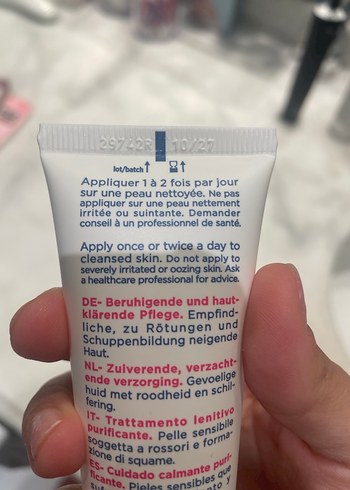 29742R 10/27
lot/batch
Appliquer 1 à 2 fois par jour
sur une peau nettoyée. Ne pas
appliquer sur une peau nettement
irritée ou suintante. Demander
conseil à un professionnel de santé.
Apply once or twice a day to
cleansed skin. Do not apply to
severely irritated or oozing skin. Ask
a healthcare professional for advice.
DE- Beruhigende und haut-
klärende Pflege. Empfind-
liche, zu Rötungen und
Schuppenbildung neigende
Haut.
NL- Zuiverende, verzacht-
ende verzorging. Gevoelige
huid met roodheid en schil-
fering.
IT- Trattamento lenitivo
purificante. Pelle sensibile
soggetta a rossori e forma-
zione di squame.
ES- Cuidado calmante puri-
ficante. Pieles sensibles que